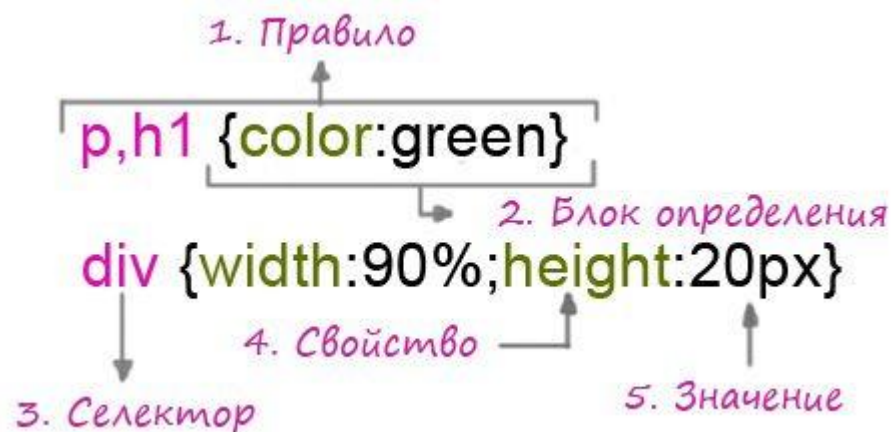 1. Правило
p,h1 {color:green}
2. Блок определения
div {width:90%;height:20px}
4. Свойство
5. Значение
3. Селектор